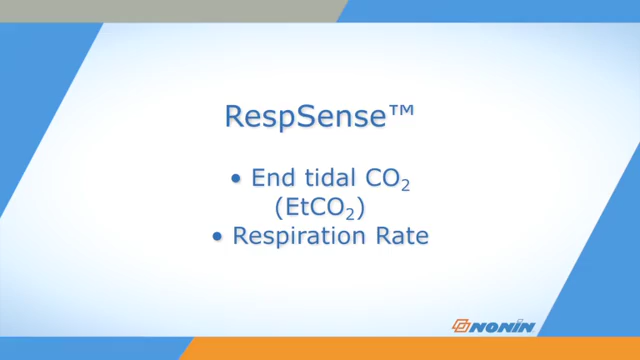 RespSense™
• End tidal CO₂
(EtCO₂)
• Respiration Rate
NONIN